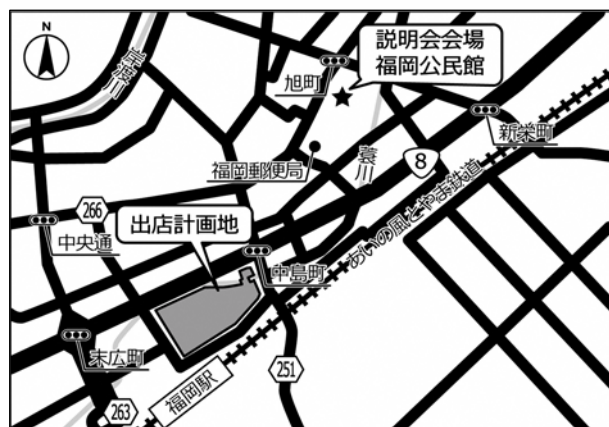 N
岸渡川
旭町
説明会会場
福岡公民館
新栄町
福岡郵便局
蓑川
8
266
中央通
出店計画地
中島町
あいの風とやま鉄道
末広町
福岡駅
251
263